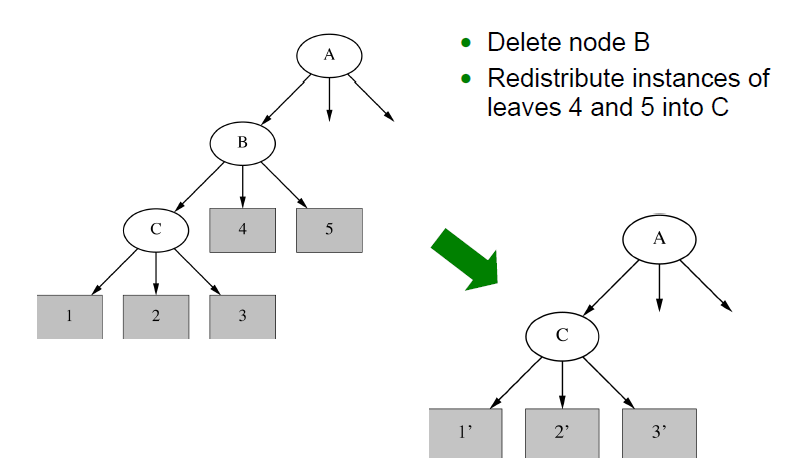 A
B
C
4
5
1
2
3
• Delete node B
• Redistribute instances of
leaves 4 and 5 into C
A
C
1’
2’
3’